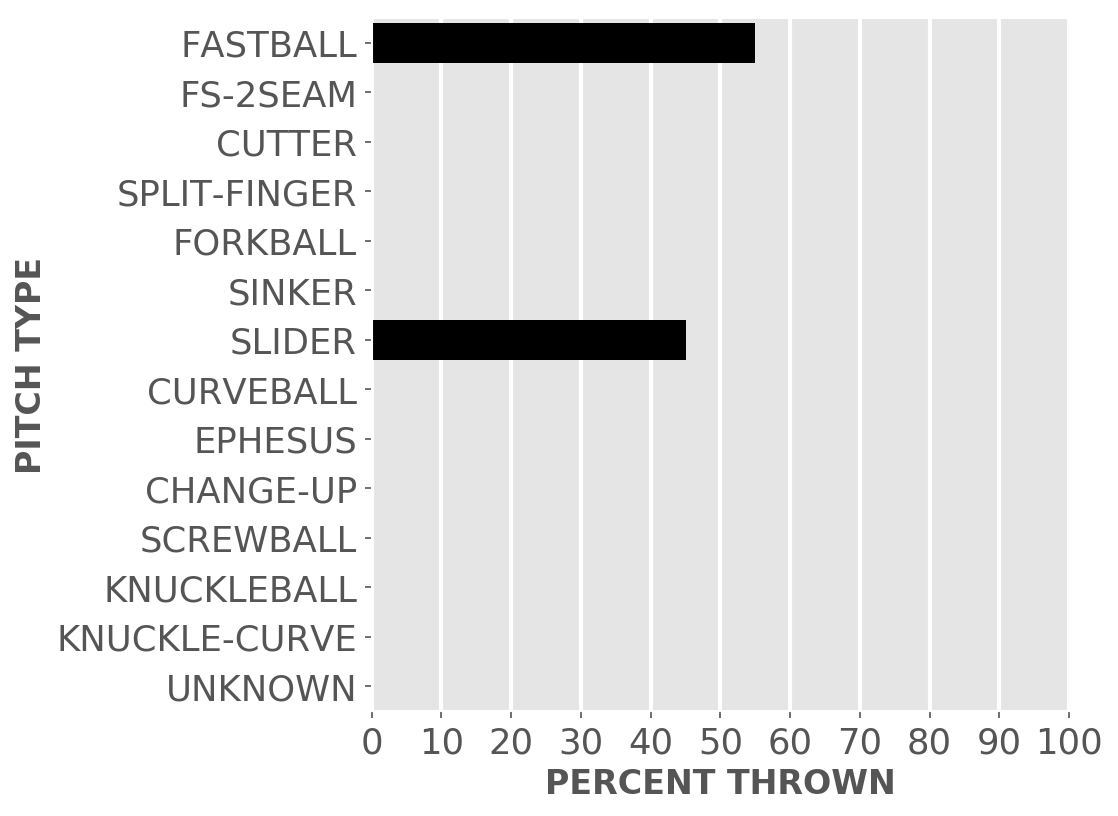 FASTBALL
FS-2SEAM
CUTTER
SPLIT-FINGER
FORKBALL
SINKER
SLIDER
CURVEBALL
EPHESUS
CHANGE-UP
SCREWBALL
KNUCKLEBALL
KNUCKLE-CURVE
UNKNOWN
PITCH TYPE
0 10 20 30 40 50 60 70 80 90 100
PERCENT THROWN